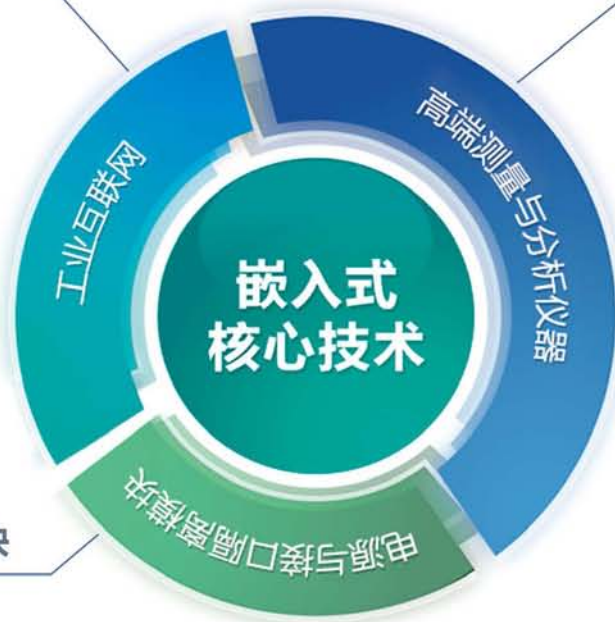 工业互联网
高端测量与分析仪器
嵌入式
核心技术
电源与接口隔离模块